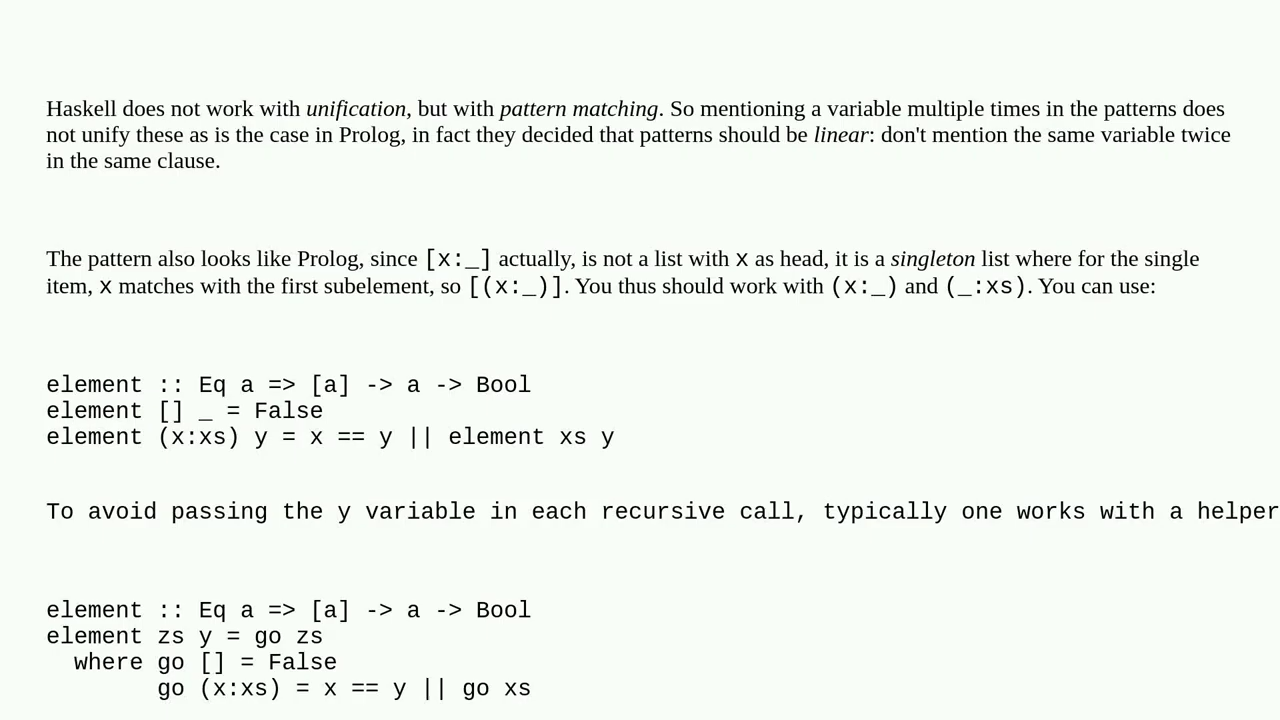 Haskell does not work with unification, but with pattern matching. So mentioning a variable multiple times in the patterns does
not unify these as is the case in Prolog, in fact they decided that patterns should be linear: don't mention the same variable twice
in the same clause.
The pattern also looks like Prolog, since [x:_] actually, is not a list with x as head, it is a singleton list where for the single
item, x matches with the first subelement, so [(x:_)]. You thus should work with (x:_) and (_:xs). You can use:
element :: Eq a => [a] -> a -> Bool
element [] _ = False
element (x:xs) y = x == y || element xs y
To avoid passing the y variable in each recursive call, typically one works with a helper
element :: Eq a => [a] -> a -> Bool
element zs y = go zs
  where go [] = False
        go (x:xs) = x == y || go xs